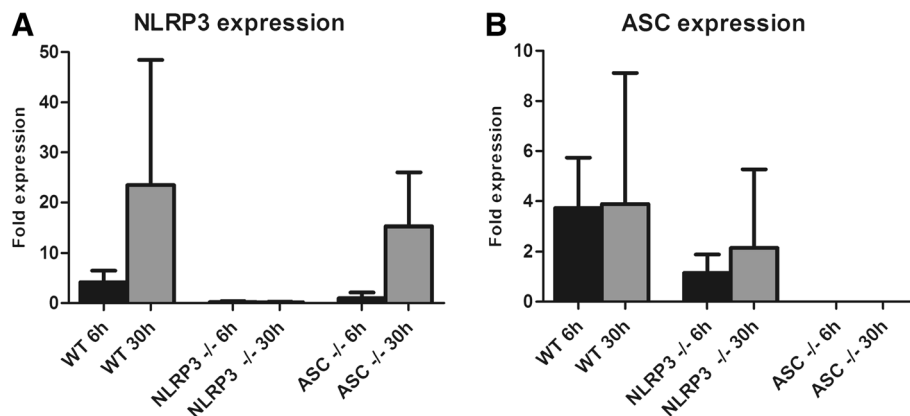 A
NLRP3 expression
Fold expression
50
40
30
20
10
0
WT 6h
WT 30h
NLRP3 -/- 6h
NLRP3 -/- 30h
ASC -/- 6h
ASC -/- 30h
B
ASC expression
Fold expression
10
8
6
4
2
0
WT 6h
WT 30h
NLRP3 -/- 6h
NLRP3 -/- 30h
ASC -/- 6h
ASC -/- 30h